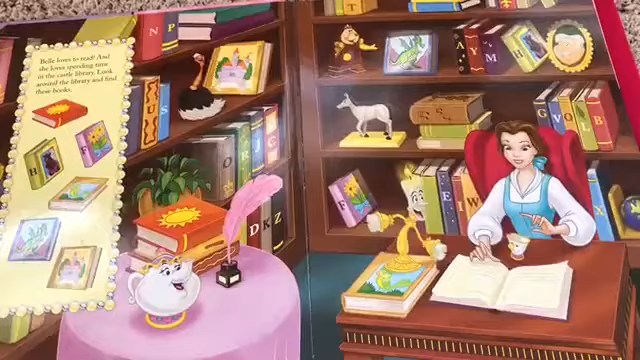 Belle loves to read! And
she loves spending time
in the castle library. Look
around the library and find
these books.
H
F
N P
A Y R M
H
G V O L B
I S
O R J G
F
E I W
X
D K Z